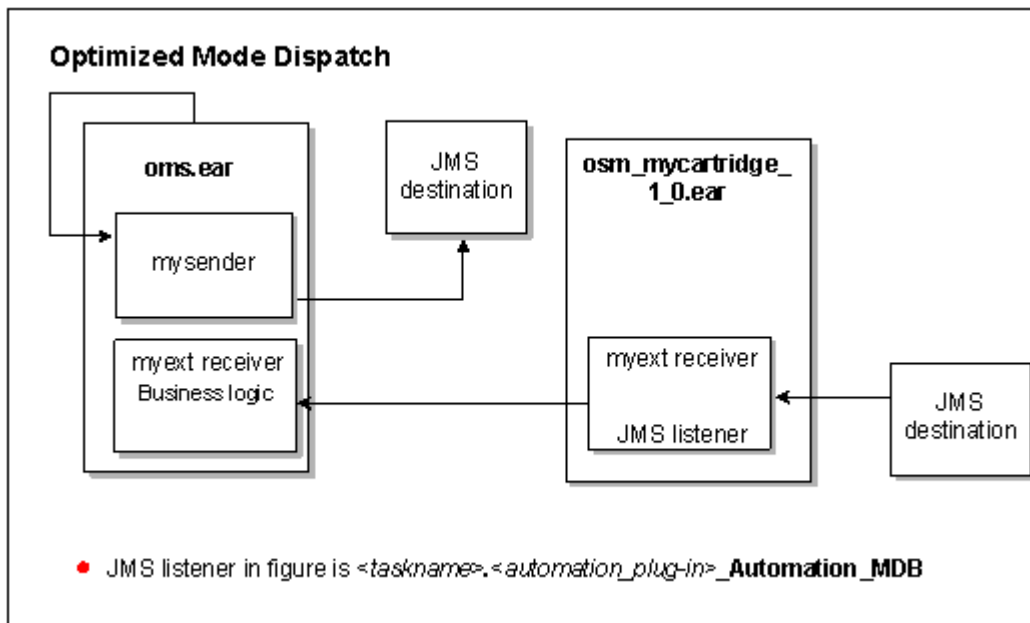 Optimized Mode Dispatch
oms.ear
mysender
myext receiver
Business logic
JMS
destination
osm_mycartridge_
1_0.ear
myext receiver
JMS listener
JMS
destination
JMS listener in figure is <taskname>.<automation_plug-in>_Automation_MDB